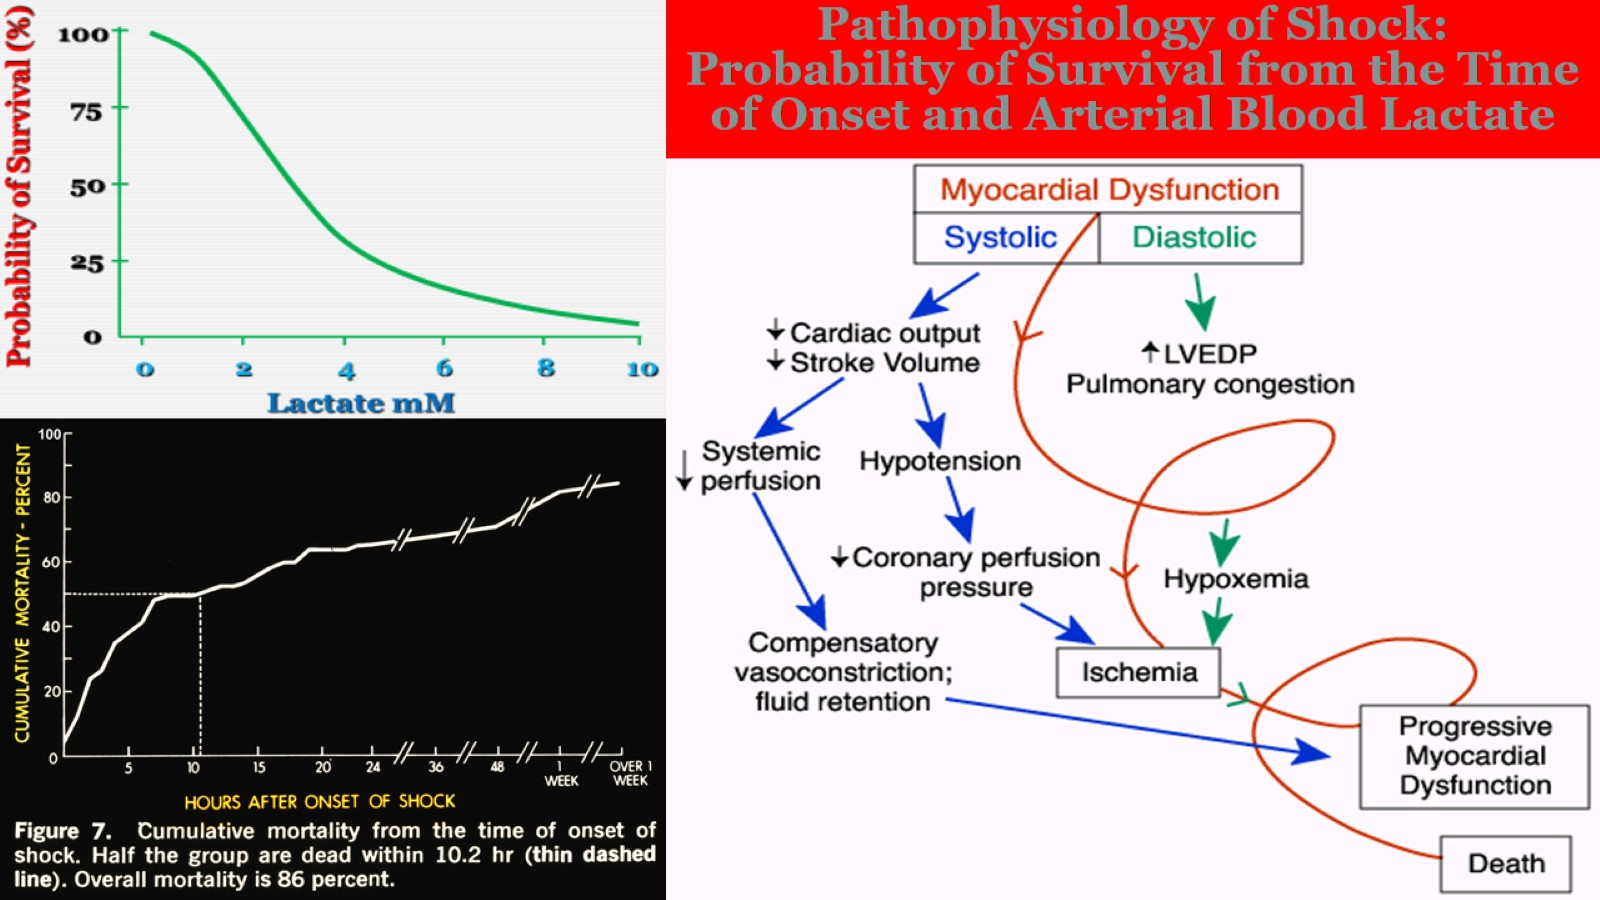 Pathophysiology of Shock:
Probability of Survival from the Time
of Onset and Arterial Blood Lactate
Probability of Survival (%)
100
75
50
25
0
0 2 4 6 8 10
Lactate mM
CUMULATIVE MORTALITY - PERCENT
100
80
60
40
20
0
5 10 15 20 24 36 48 1 WEEK OVER 1 WEEK
HOURS AFTER ONSET OF SHOCK
Figure 7. Cumulative mortality from the time of onset of
shock. Half the group are dead within 10.2 hr (thin dashed
line). Overall mortality is 86 percent.
Myocardial Dysfunction
Systolic
Diastolic
↓ Cardiac output
↓ Stroke Volume
↑ LVEDP
Pulmonary congestion
↓ Systemic
perfusion
Hypotension
↓ Coronary perfusion
pressure
Hypoxemia
Compensatory
vasoconstriction;
fluid retention
Ischemia
Progressive
Myocardial
Dysfunction
Death